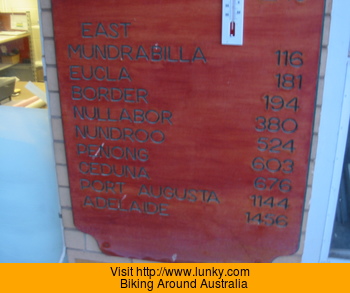 EAST
MUNDRABILLA 116
EUCLA 181
BORDER 194
NULLABOR 380
NUNDROO 524
PENONG 603
CEDUNA 676
PORT AUGUSTA 1144
ADELAIDE 1456
Visit http://www.lunky.com
Biking Around Australia